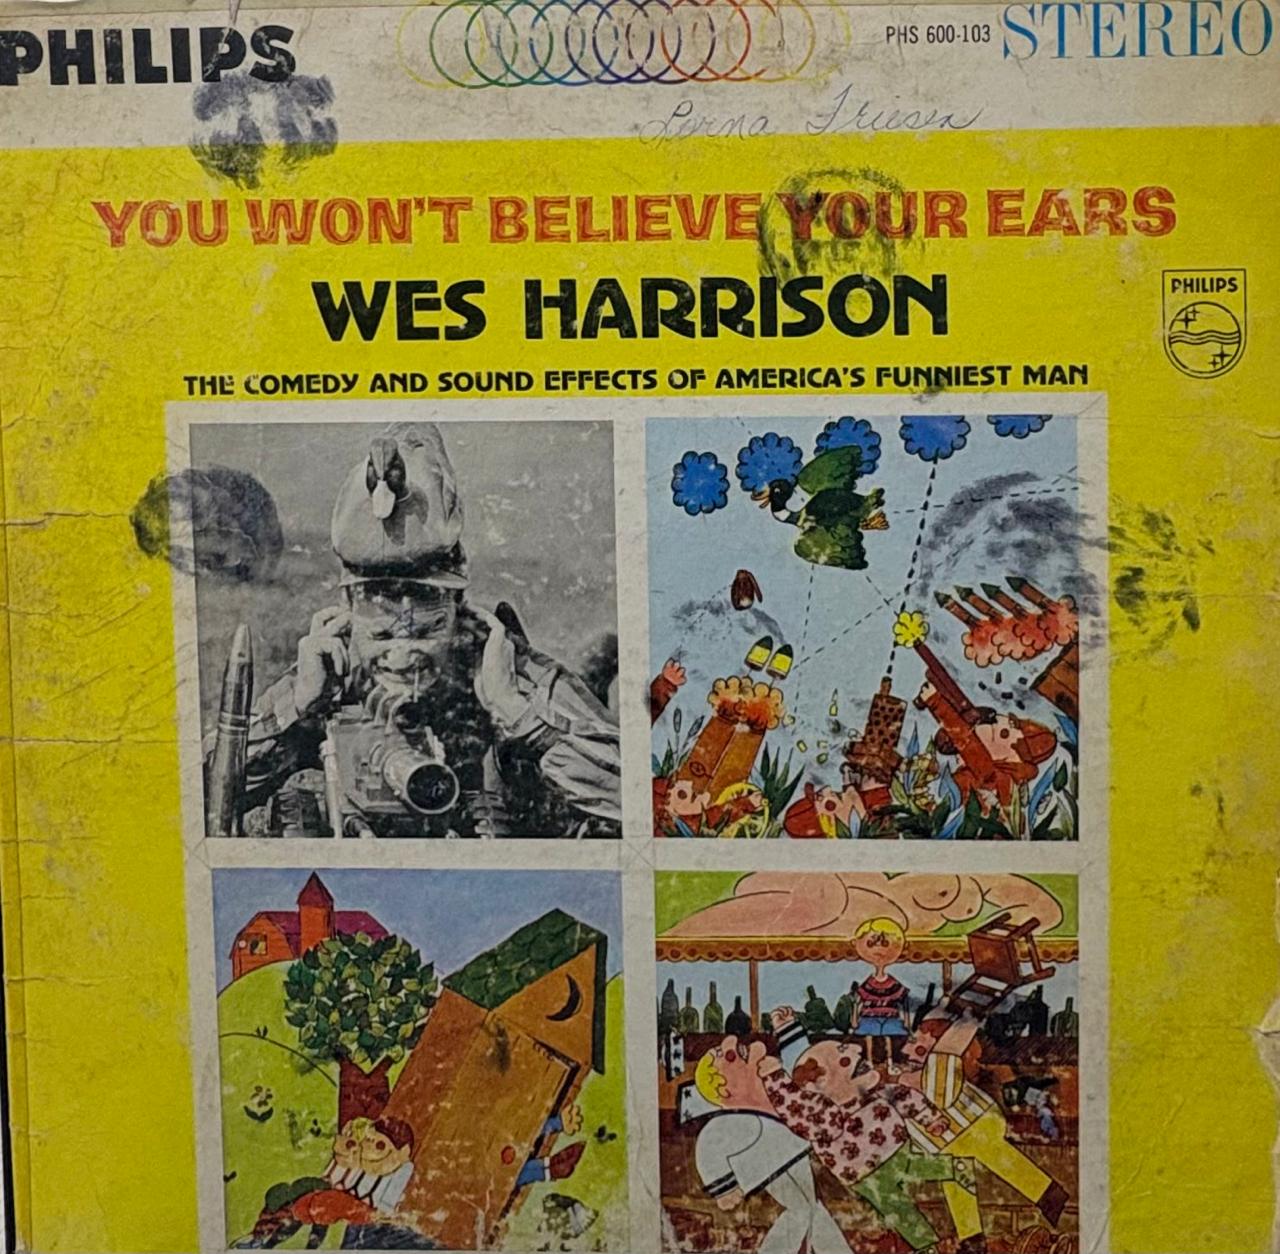 PHILIPS
PHS 600-103 STEREO
Lorna Friesen
YOU WON'T BELIEVE YOUR EARS
WES HARRISON
PHILIPS
THE COMEDY AND SOUND EFFECTS OF AMERICA'S FUNNIEST MAN